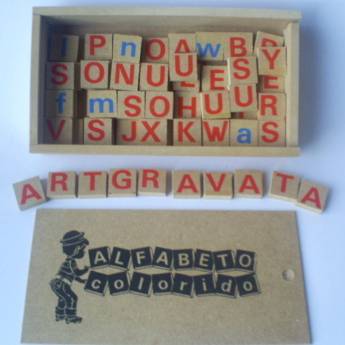 I P n O A w B D
S O N U U L E S Y
f m S O H U U E R
V S J X K K W a S
ARTGRAVATA
ALFABETO
colorido